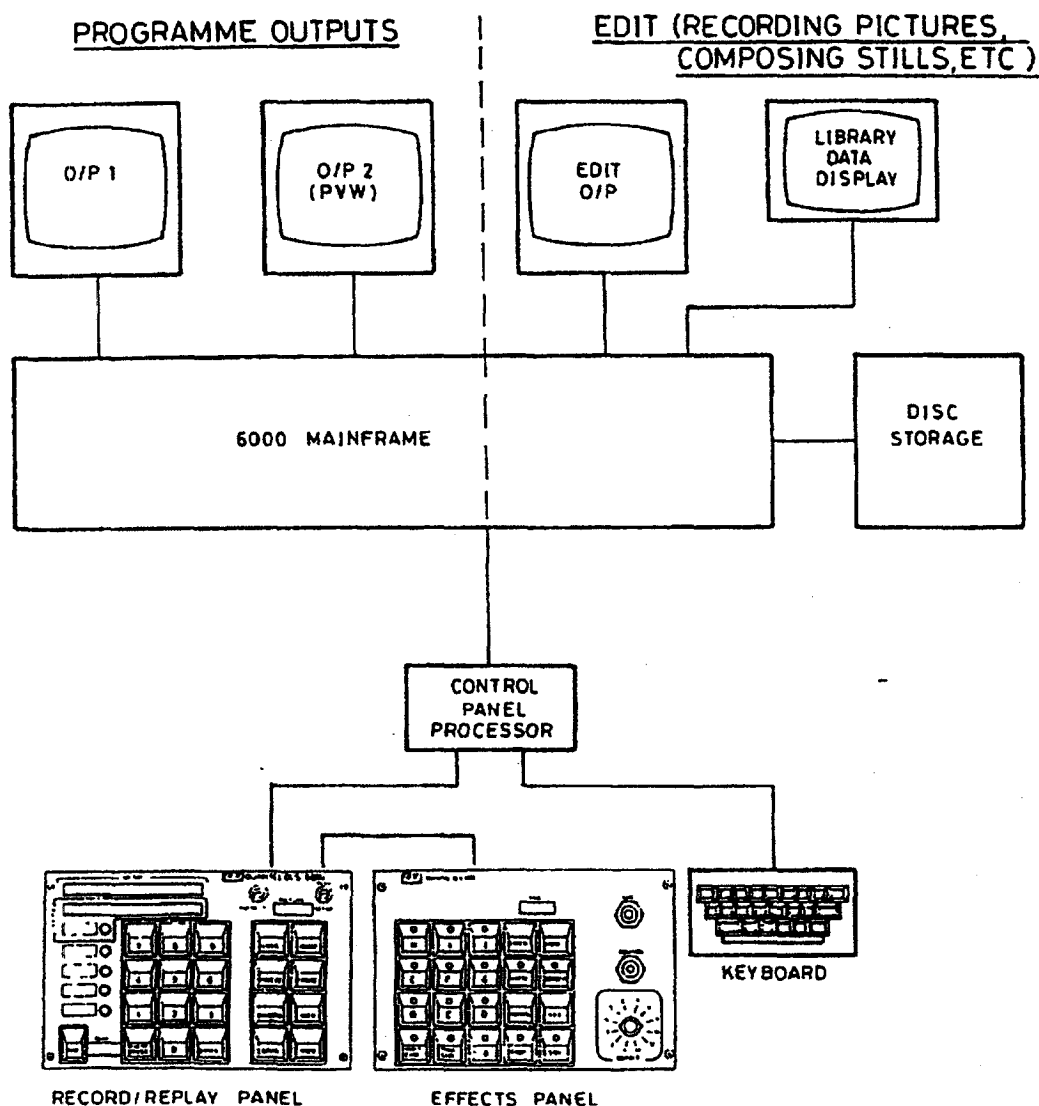 PROGRAMME OUTPUTS
EDIT (RECORDING PICTURES,
COMPOSING STILLS, ETC )
O/P 1
O/P 2
(PVW)
EDIT
O/P
LIBRARY
DATA
DISPLAY
6000 MAINFRAME
DISC
STORAGE
CONTROL
PANEL
PROCESSOR
KEYBOARD
RECORD/REPLAY PANEL
EFFECTS PANEL